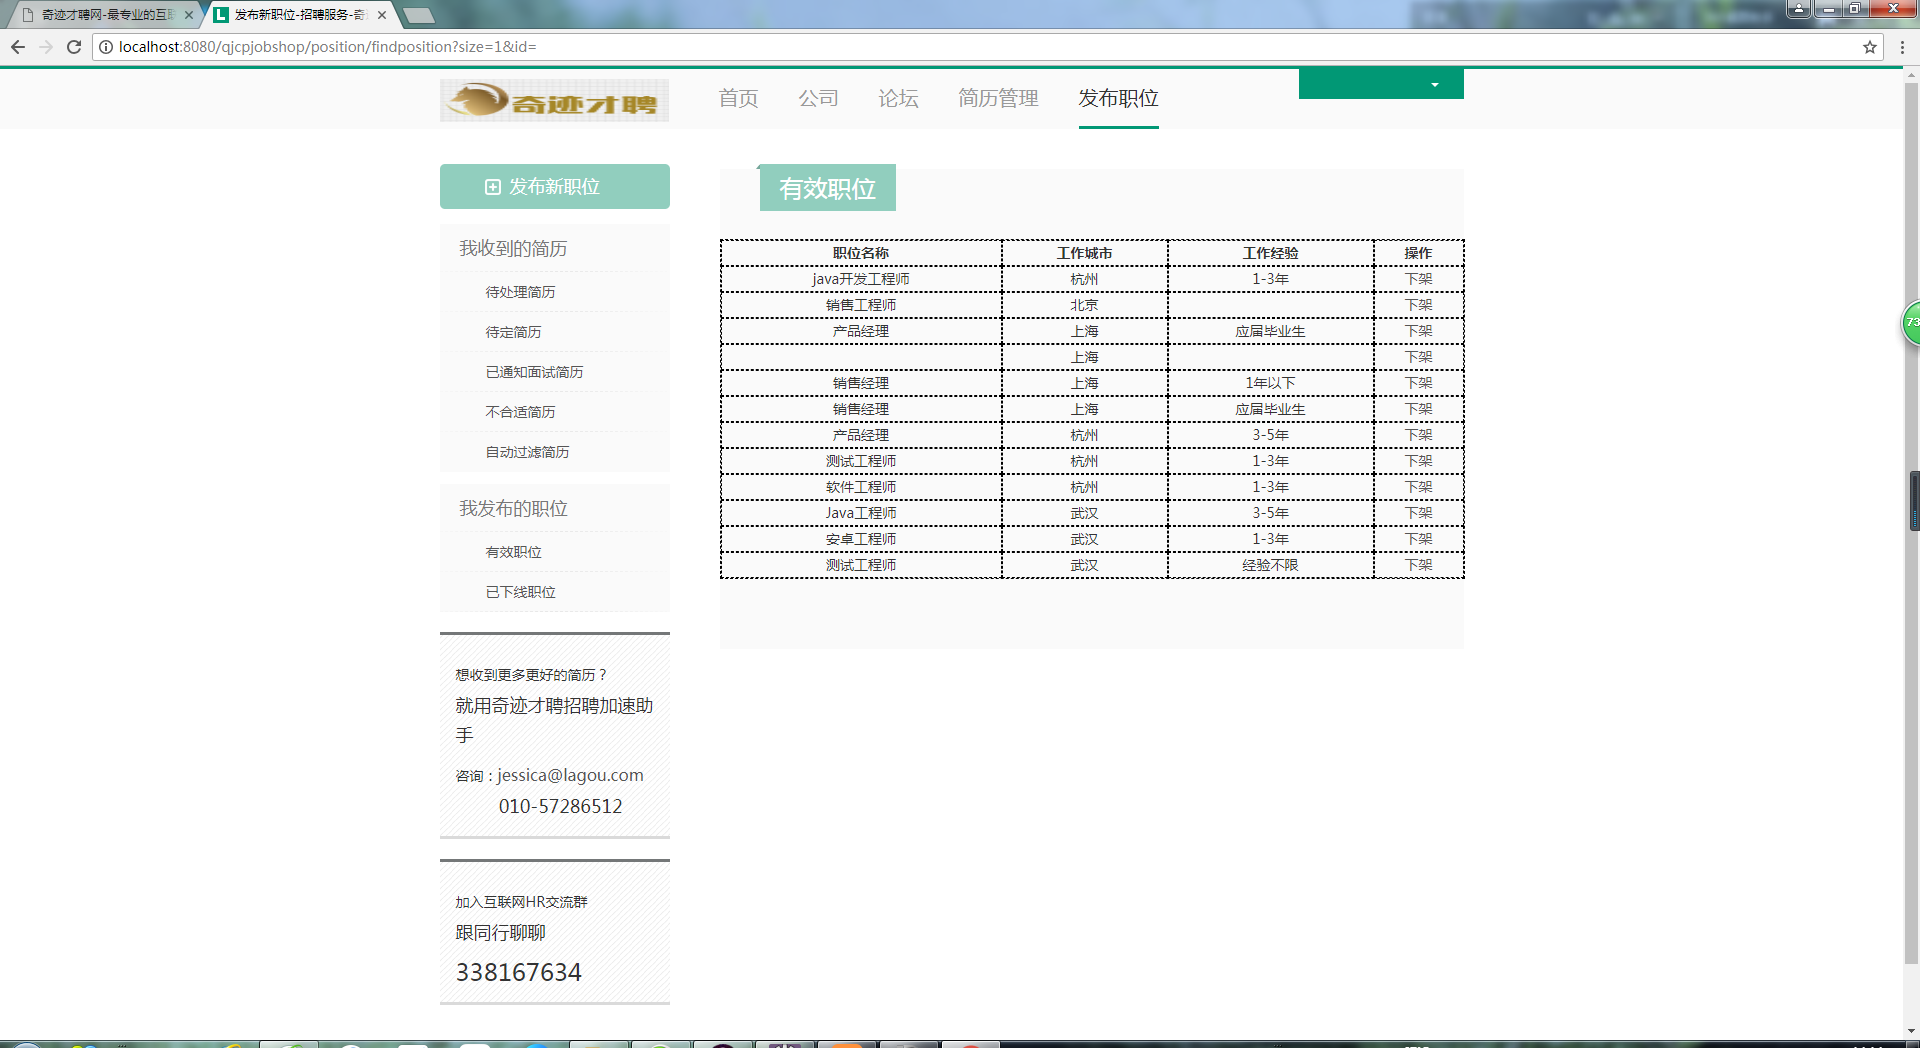 奇迹才聘网-最专业的互联
发布新职位-招聘服务-奇
localhost:8080/qjcpjobshop/position/findposition?size=1&id=
奇迹才聘
首页 公司 论坛 简历管理 发布职位
发布新职位
我收到的简历
待处理简历
待定简历
已通知面试简历
不合适简历
自动过滤简历
我发布的职位
有效职位
已下线职位
想收到更多更好的简历？
就用奇迹才聘招聘加速助
手
咨询：jessica@lagou.com
010-57286512
加入互联网HR交流群
跟同行聊聊
338167634
有效职位
职位名称 工作城市 工作经验 操作
java开发工程师 杭州 1-3年 下架
销售工程师 北京 下架
产品经理 上海 应届毕业生 下架
上海 下架
销售经理 上海 1年以下 下架
销售经理 上海 应届毕业生 下架
产品经理 杭州 3-5年 下架
测试工程师 杭州 1-3年 下架
软件工程师 杭州 1-3年 下架
Java工程师 武汉 3-5年 下架
安卓工程师 武汉 1-3年 下架
测试工程师 武汉 经验不限 下架
73